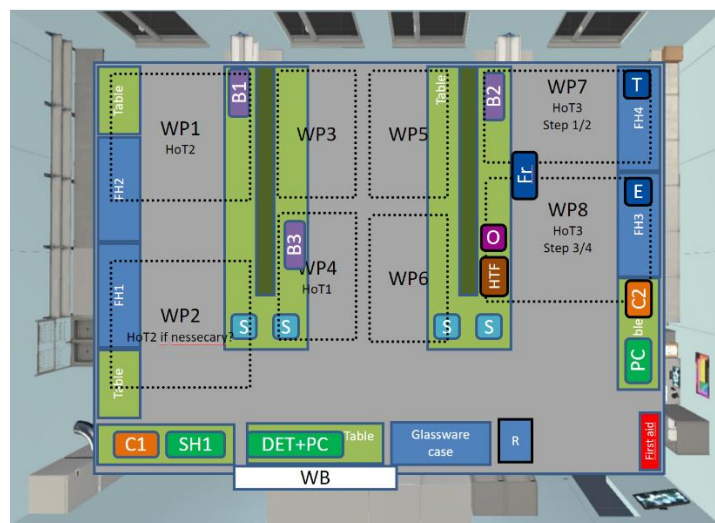 Table
B1
B2
T
WP1
HoT2
WP3
WP5
Table
WP7
HoT3
Step 1/2
FH4
FH2
Fr
E
WP8
HoT3
Step 3/4
FH3
B3
WP4
HoT1
WP6
O
HTF
FH1
WP2
HoT2 if nessecary?
S
S
S
S
C2
ble
PC
Table
C1
SH1
DET+PC
Table
Glassware
case
R
First aid
WB